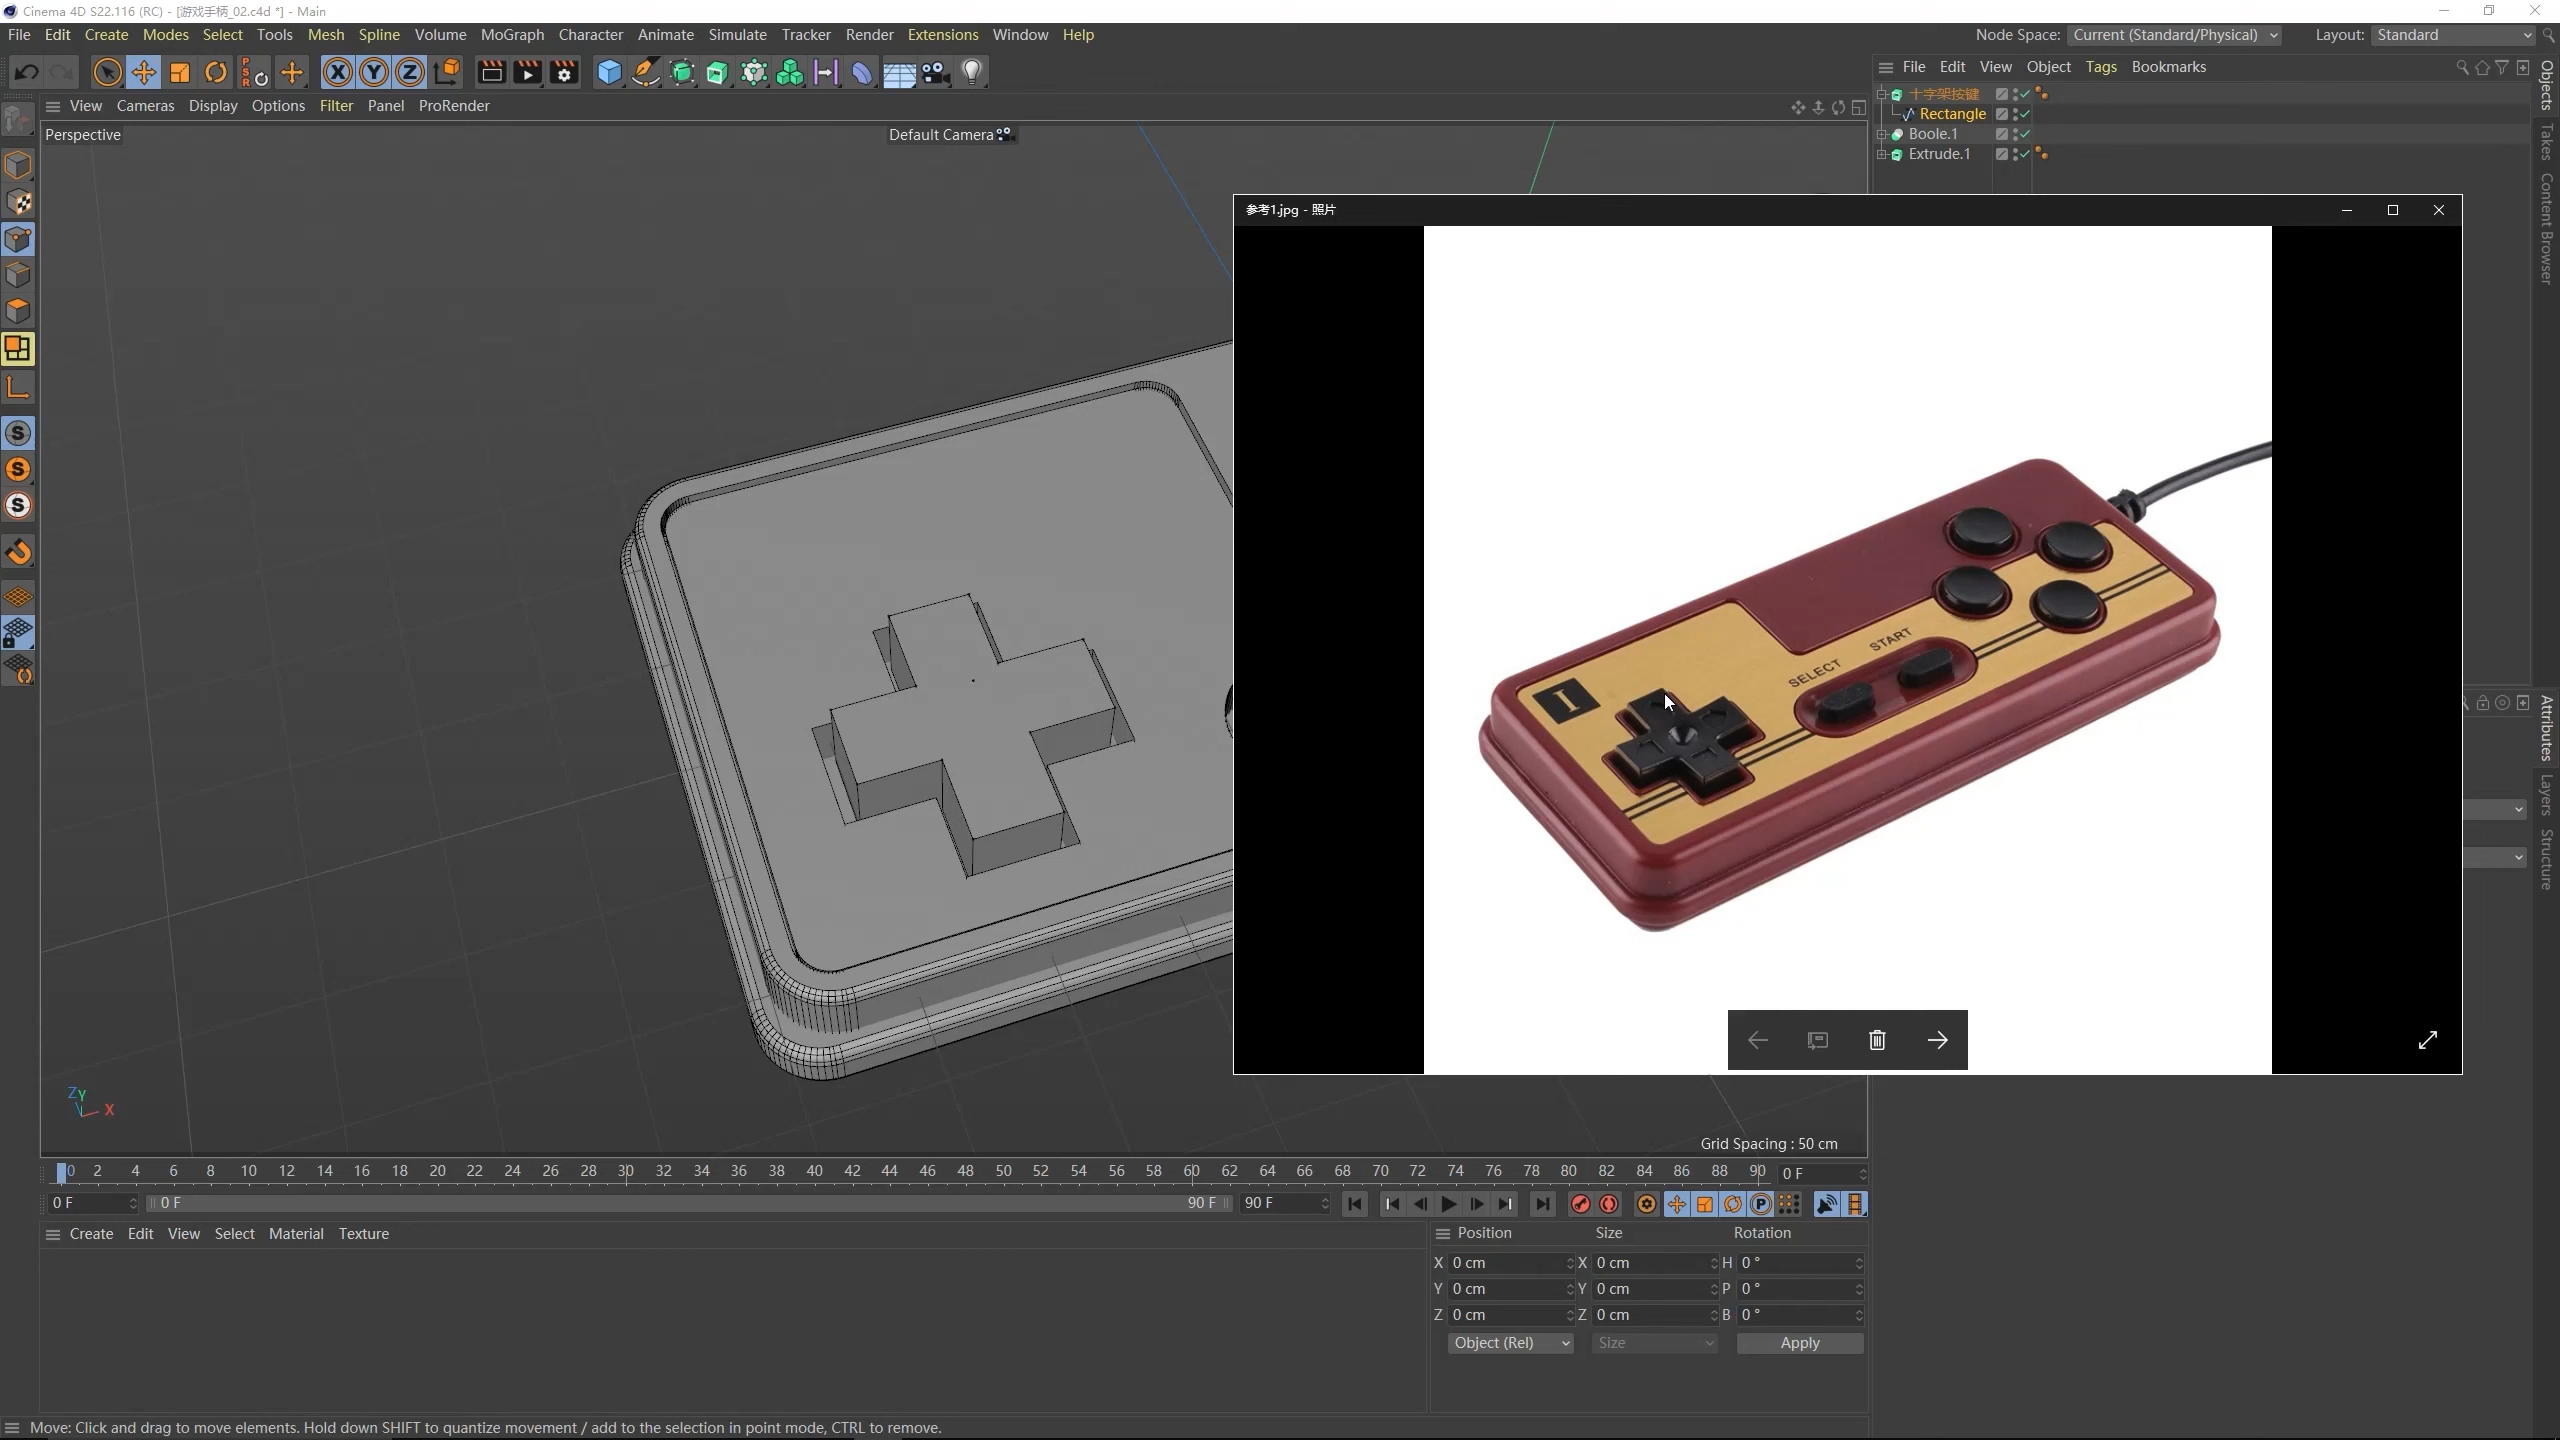 Cinema 4D S22.116 (RC) - [游戏手柄_02.c4d *] - Main
File Edit Create Modes Select Tools Mesh Spline Volume MoGraph Character Animate Simulate Tracker Render Extensions Window Help
Node Space: Current (Standard/Physical) Layout: Standard
File Edit View Object Tags Bookmarks
View Cameras Display Options Filter Panel ProRender
Perspective
Default Camera
十字架按键
Rectangle
Boole.1
Extrude.1
Objects
Takes
Content Browser
Attributes
Layers
Structure
参考1.jpg - 照片
SELECT
START
I
Z Y X
Grid Spacing : 50 cm
0 2 4 6 8 10 12 14 16 18 20 22 24 26 28 30 32 34 36 38 40 42 44 46 48 50 52 54 56 58 60 62 64 66 68 70 72 74 76 78 80 82 84 86 88 90 0 F
0 F 0 F 90 F 90 F
Create Edit View Select Material Texture
Position Size Rotation
X 0 cm X 0 cm H 0 °
Y 0 cm Y 0 cm P 0 °
Z 0 cm Z 0 cm B 0 °
Object (Rel) Size Apply
Move: Click and drag to move elements. Hold down SHIFT to quantize movement / add to the selection in point mode, CTRL to remove.